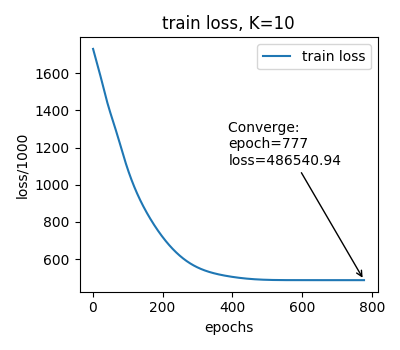 train loss, K=10
train loss
Converge:
epoch=777
loss=486540.94
loss/1000
1600
1400
1200
1000
800
600
0
200
400
600
800
epochs